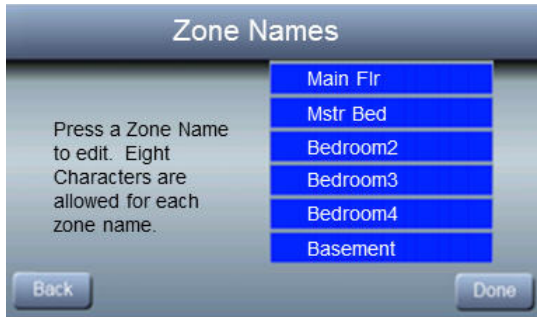 Zone Names
Press a Zone Name
to edit.  Eight
Characters are
allowed for each
zone name.
Main Flr
Mstr Bed
Bedroom2
Bedroom3
Bedroom4
Basement
Back
Done